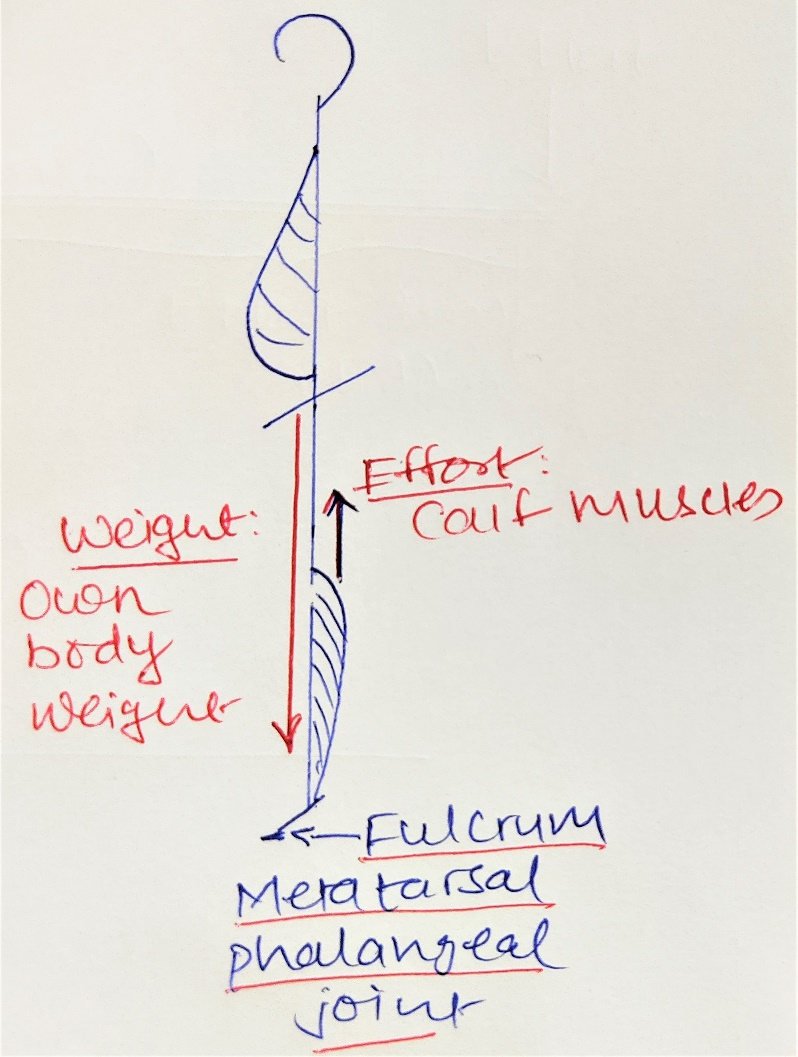 Effort:
Calf muscles
Weight:
Own
body
weight
Fulcrum
Metatarsal
phalangeal
joint